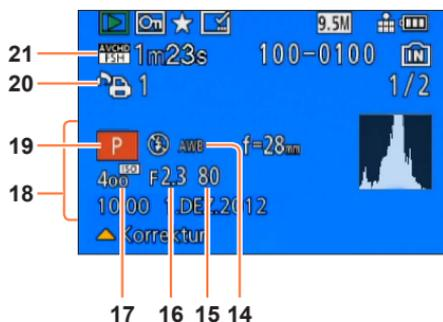 9.5M
21 AVCHD FSH 1m23s 100-0100 IN
20 1 1/2
19 P AWB f=28mm
18 400 ISO F2.3 80
10:00 1.DEZ.2012
Korrektur
17 16 15 14